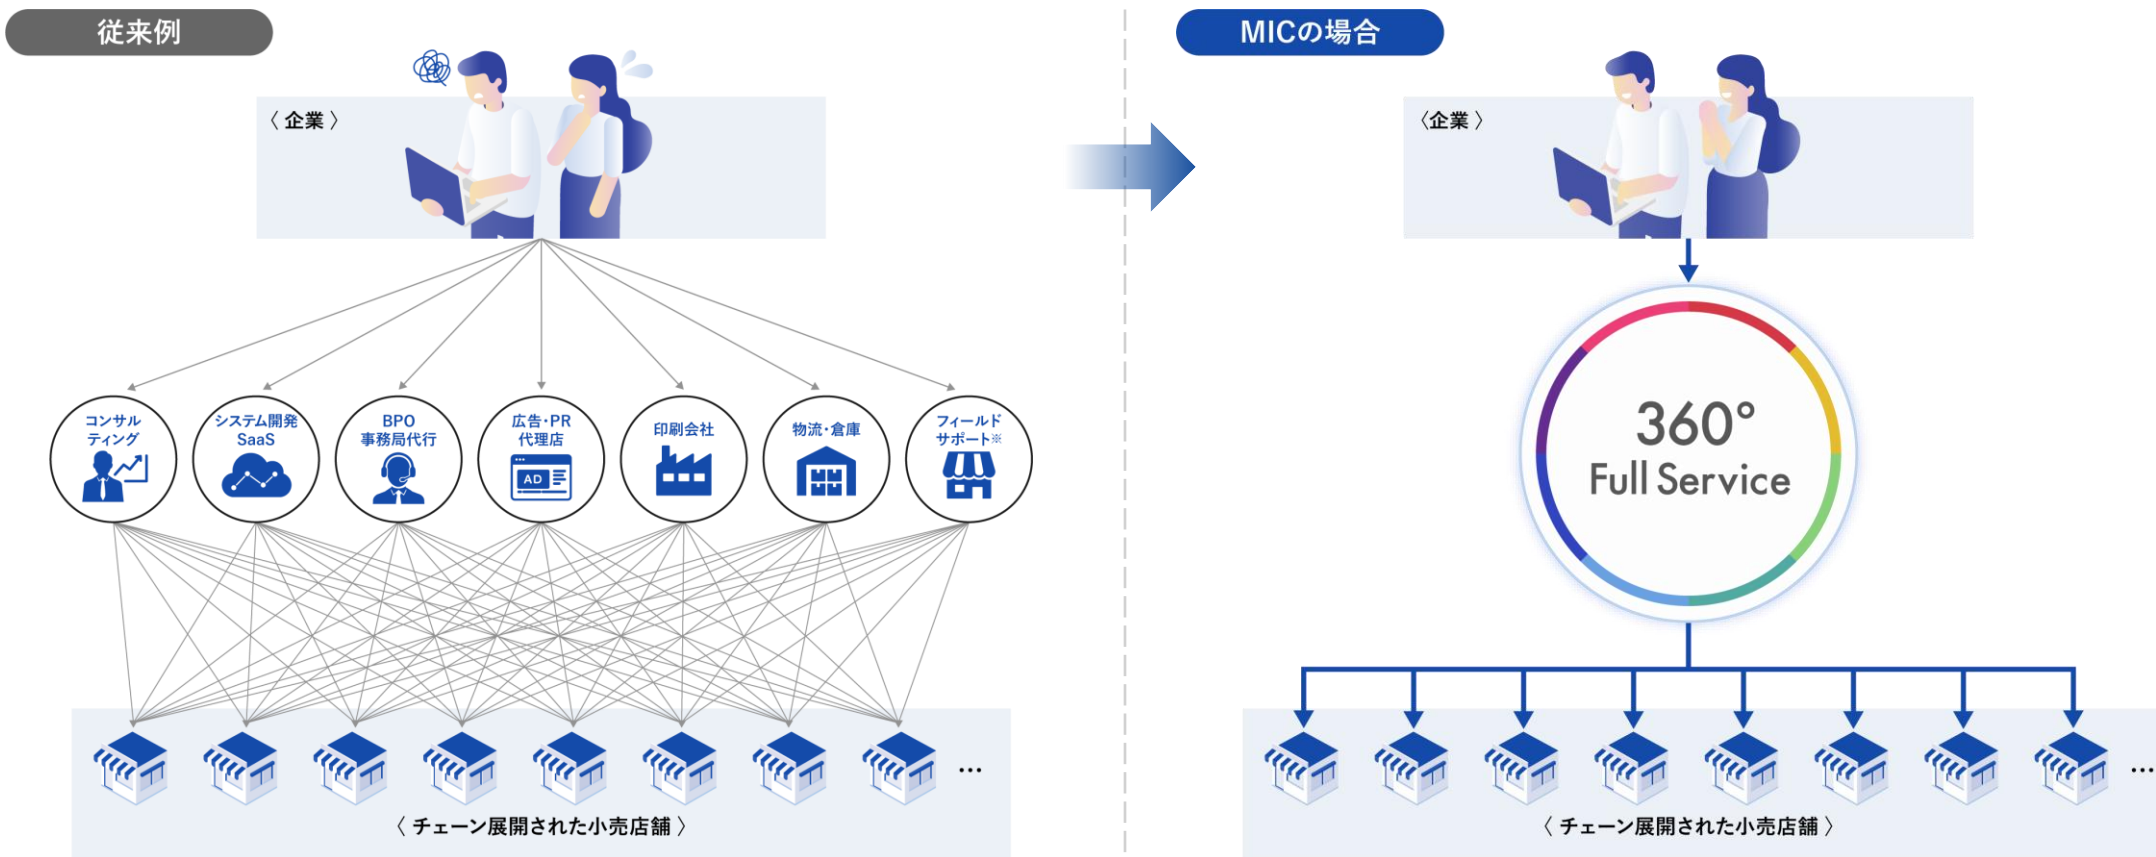 従来例
〈 企業 〉
コンサル
ティング
システム開発
SaaS
BPO
事務局代行
広告・PR
代理店
AD
印刷会社
物流・倉庫
フィールド
サポート※
…
〈 チェーン展開された小売店舗 〉
MICの場合
〈企業 〉
360°
Full Service
…
〈 チェーン展開された小売店舗 〉